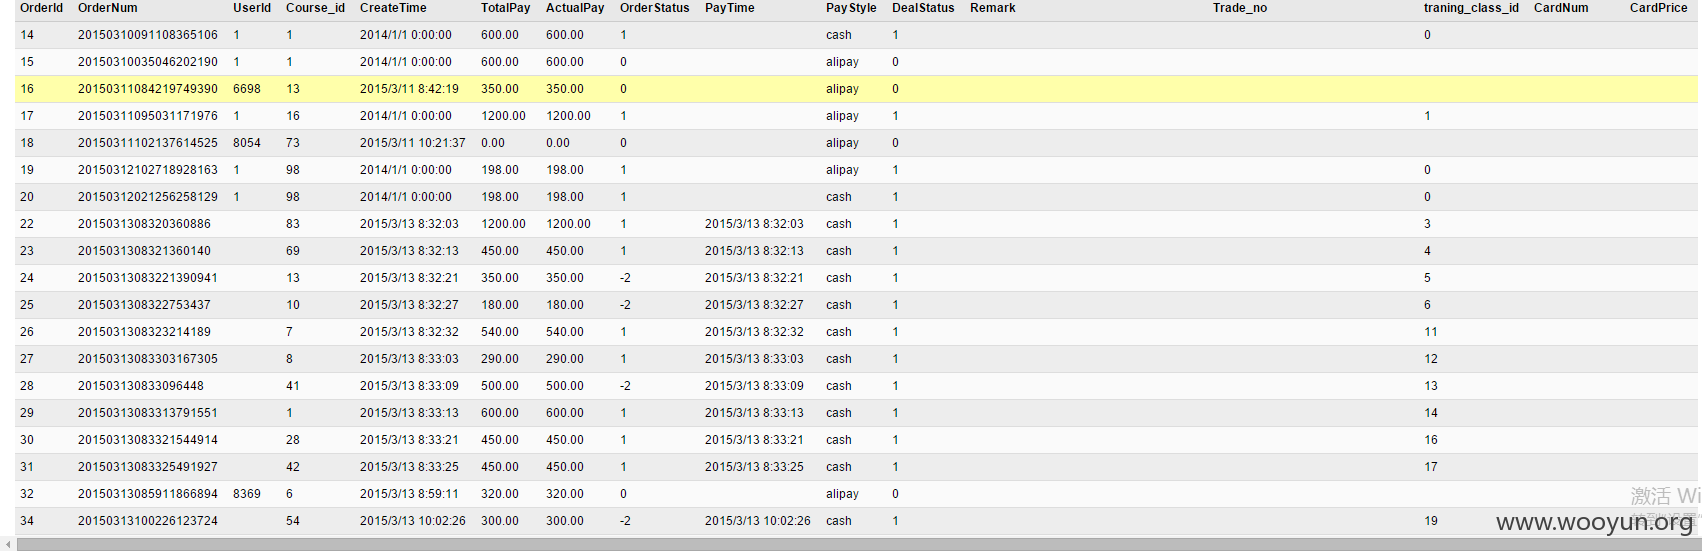 OrderId OrderNum UserId Course_id CreateTime TotalPay ActualPay OrderStatus PayTime PayStyle DealStatus Remark Trade_no traning_class_id CardNum CardPrice
14 20150310091108365106 1 1 2014/1/1 0:00:00 600.00 600.00 1 cash 1 0
15 20150310035046202190 1 1 2014/1/1 0:00:00 600.00 600.00 0 alipay 0
16 20150311084219749390 6698 13 2015/3/11 8:42:19 350.00 350.00 0 alipay 0
17 20150311095031171976 1 16 2014/1/1 0:00:00 1200.00 1200.00 1 alipay 1 1
18 20150311102137614525 8054 73 2015/3/11 10:21:37 0.00 0.00 0 alipay 0
19 20150312102718928163 1 98 2014/1/1 0:00:00 198.00 198.00 1 alipay 1 0
20 20150312021256258129 1 98 2014/1/1 0:00:00 198.00 198.00 1 cash 1 0
22 2015031308320360886 83 2015/3/13 8:32:03 1200.00 1200.00 1 2015/3/13 8:32:03 cash 1 3
23 2015031308321360140 69 2015/3/13 8:32:13 450.00 450.00 1 2015/3/13 8:32:13 cash 1 4
24 20150313083221390941 13 2015/3/13 8:32:21 350.00 350.00 -2 2015/3/13 8:32:21 cash 1 5
25 2015031308322753437 10 2015/3/13 8:32:27 180.00 180.00 -2 2015/3/13 8:32:27 cash 1 6
26 2015031308323214189 7 2015/3/13 8:32:32 540.00 540.00 1 2015/3/13 8:32:32 cash 1 11
27 20150313083303167305 8 2015/3/13 8:33:03 290.00 290.00 1 2015/3/13 8:33:03 cash 1 12
28 201503130833096448 41 2015/3/13 8:33:09 500.00 500.00 -2 2015/3/13 8:33:09 cash 1 13
29 20150313083313791551 1 2015/3/13 8:33:13 600.00 600.00 1 2015/3/13 8:33:13 cash 1 14
30 20150313083321544914 28 2015/3/13 8:33:21 450.00 450.00 1 2015/3/13 8:33:21 cash 1 16
31 20150313083325491927 42 2015/3/13 8:33:25 450.00 450.00 1 2015/3/13 8:33:25 cash 1 17
32 20150313085911866894 8369 6 2015/3/13 8:59:11 320.00 320.00 0 alipay 0
34 20150313100226123724 54 2015/3/13 10:02:26 300.00 300.00 -2 2015/3/13 10:02:26 cash 1 19
激活 Wi
www.wooyun.org